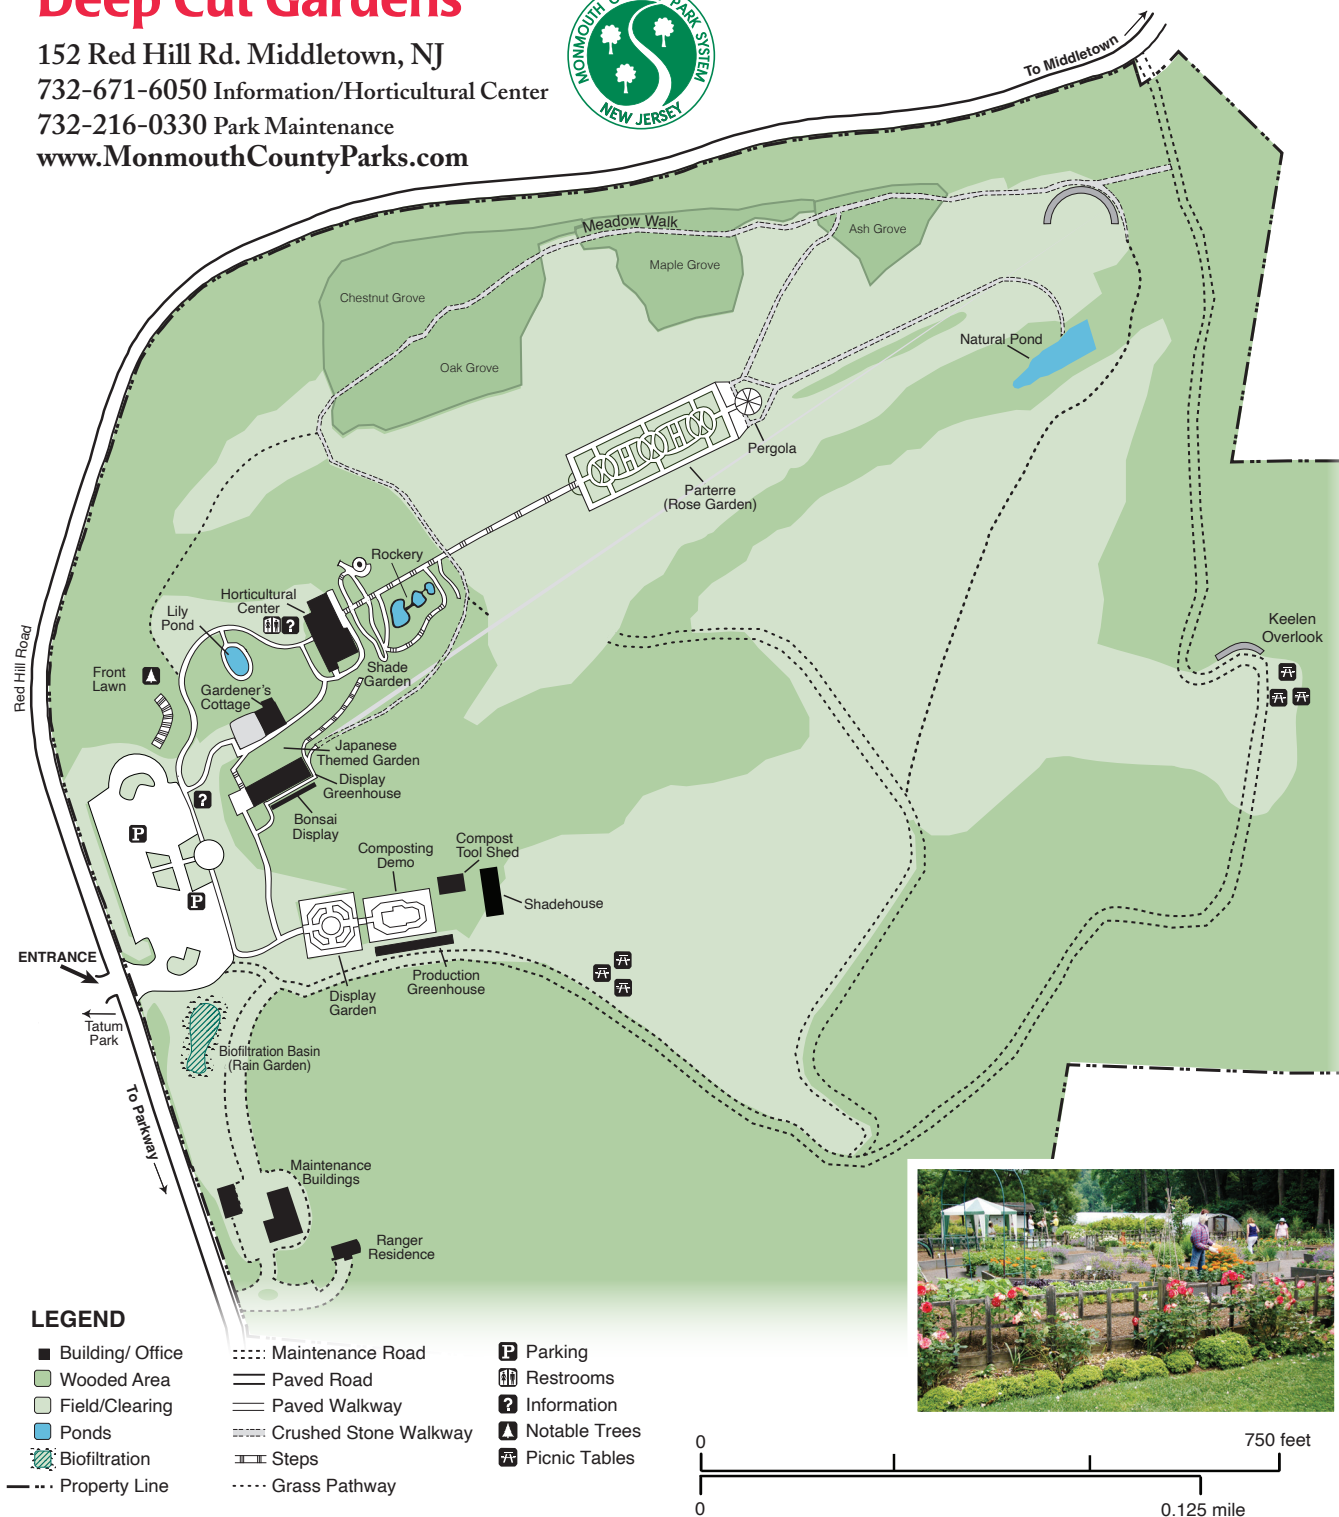 Deep Cut Gardens
152 Red Hill Rd. Middletown, NJ
732-671-6050 Information/Horticultural Center
732-216-0330 Park Maintenance
www.MonmouthCountyParks.com
MONMOUTH COUNTY PARK SYSTEM
NEW JERSEY
To Middletown
Meadow Walk
Ash Grove
Maple Grove
Chestnut Grove
Oak Grove
Natural Pond
Pergola
Parterre
(Rose Garden)
Rockery
Horticultural
Center
?
Lily
Pond
Front
Lawn
Shade
Garden
Gardener's
Cottage
Red Hill Road
Keelen
Overlook
Japanese
Themed Garden
Display
Greenhouse
?
Bonsai
Display
P
Composting
Demo
Compost
Tool Shed
Shadehouse
P
ENTRANCE
Production
Greenhouse
Display
Garden
Tatum
Park
Biofiltration Basin
(Rain Garden)
To Parkway
Maintenance
Buildings
Ranger
Residence
LEGEND
Building/ Office
Wooded Area
Field/Clearing
Ponds
Biofiltration
Property Line
Maintenance Road
Paved Road
Paved Walkway
Crushed Stone Walkway
Steps
Grass Pathway
P Parking
Restrooms
? Information
Notable Trees
Picnic Tables
0 750 feet
0 0.125 mile